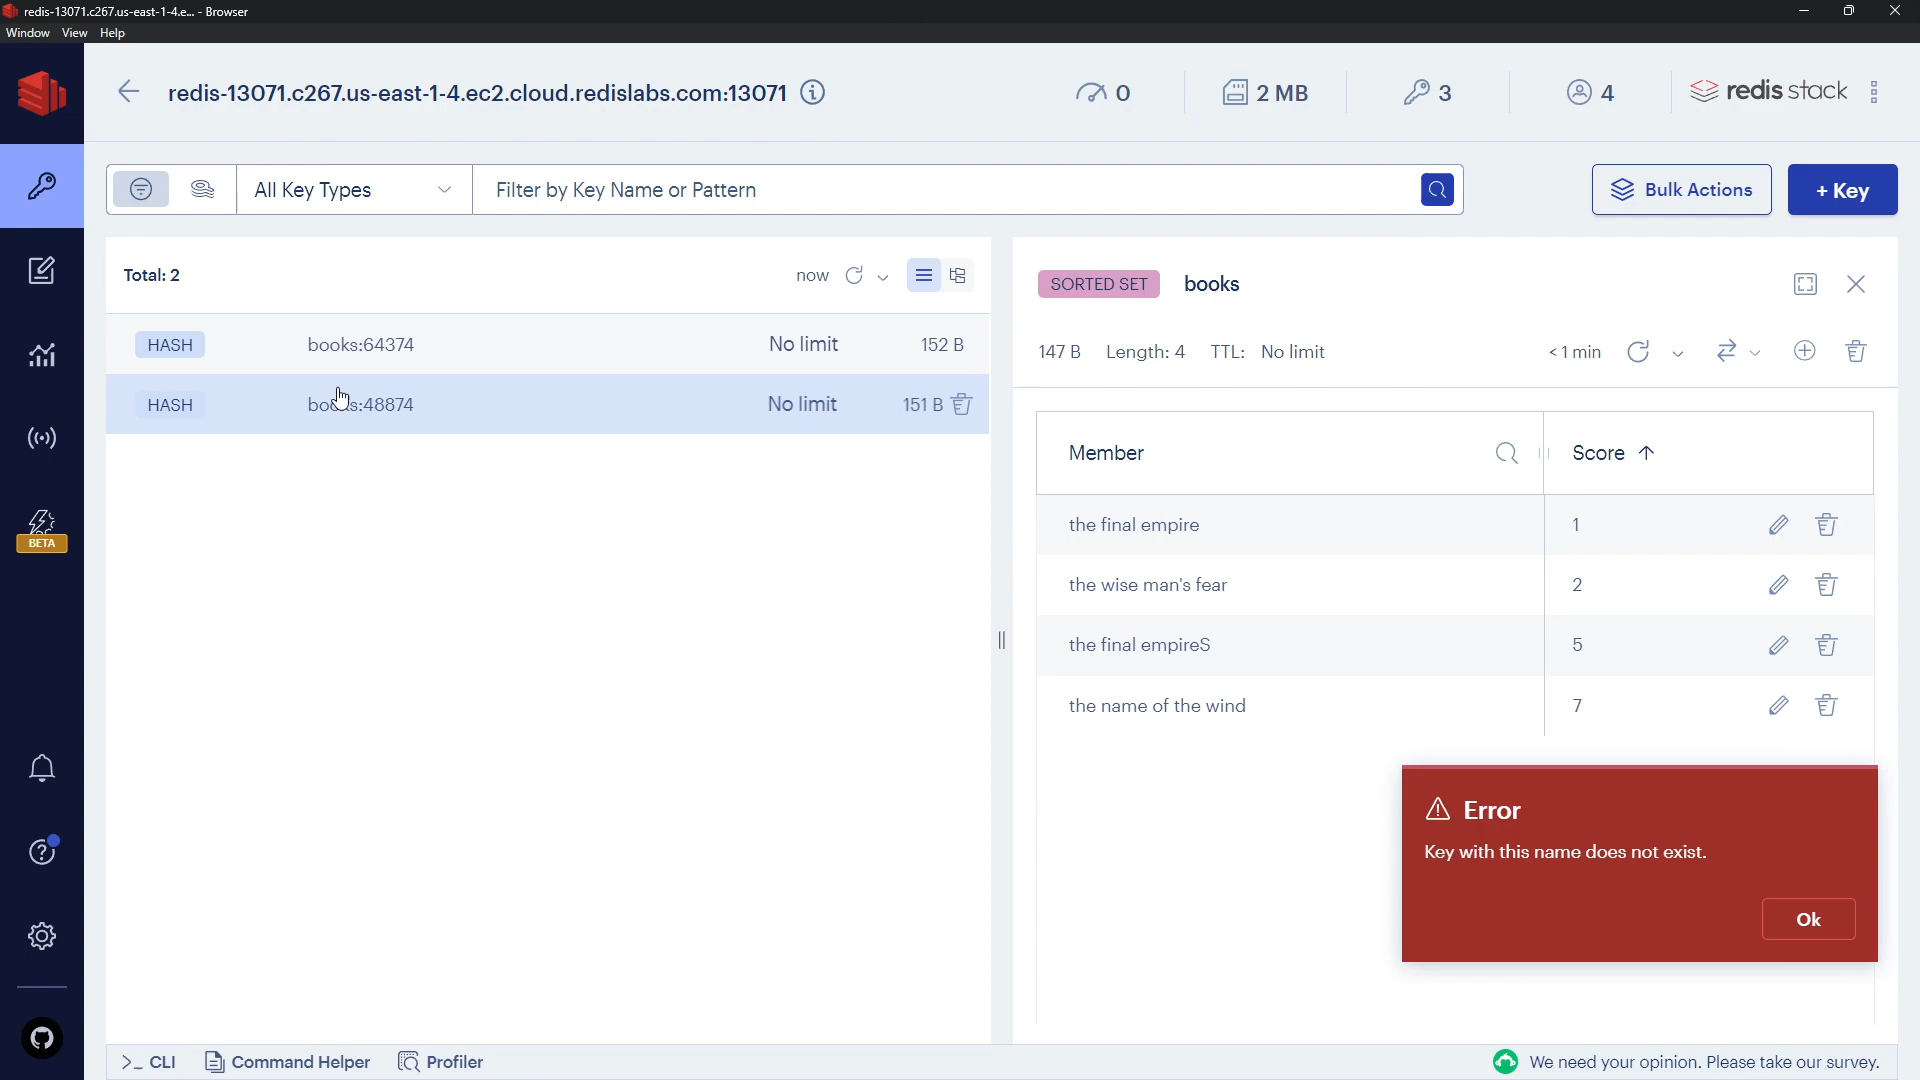 redis-13071.c267.us-east-1-4.e... - Browser
Window View Help
redis-13071.c267.us-east-1-4.ec2.cloud.redislabs.com:13071
0
2 MB
3
4
redis stack
All Key Types
Filter by Key Name or Pattern
Bulk Actions
+ Key
Total: 2
now
HASH books:64374 No limit 152 B
HASH books:48874 No limit 151 B
SORTED SET books
147 B Length: 4 TTL: No limit
<1 min
Member Score
the final empire 1
the wise man's fear 2
the final empireS 5
the name of the wind 7
Error
Key with this name does not exist.
Ok
BETA
>_ CLI Command Helper Profiler
We need your opinion. Please take our survey.